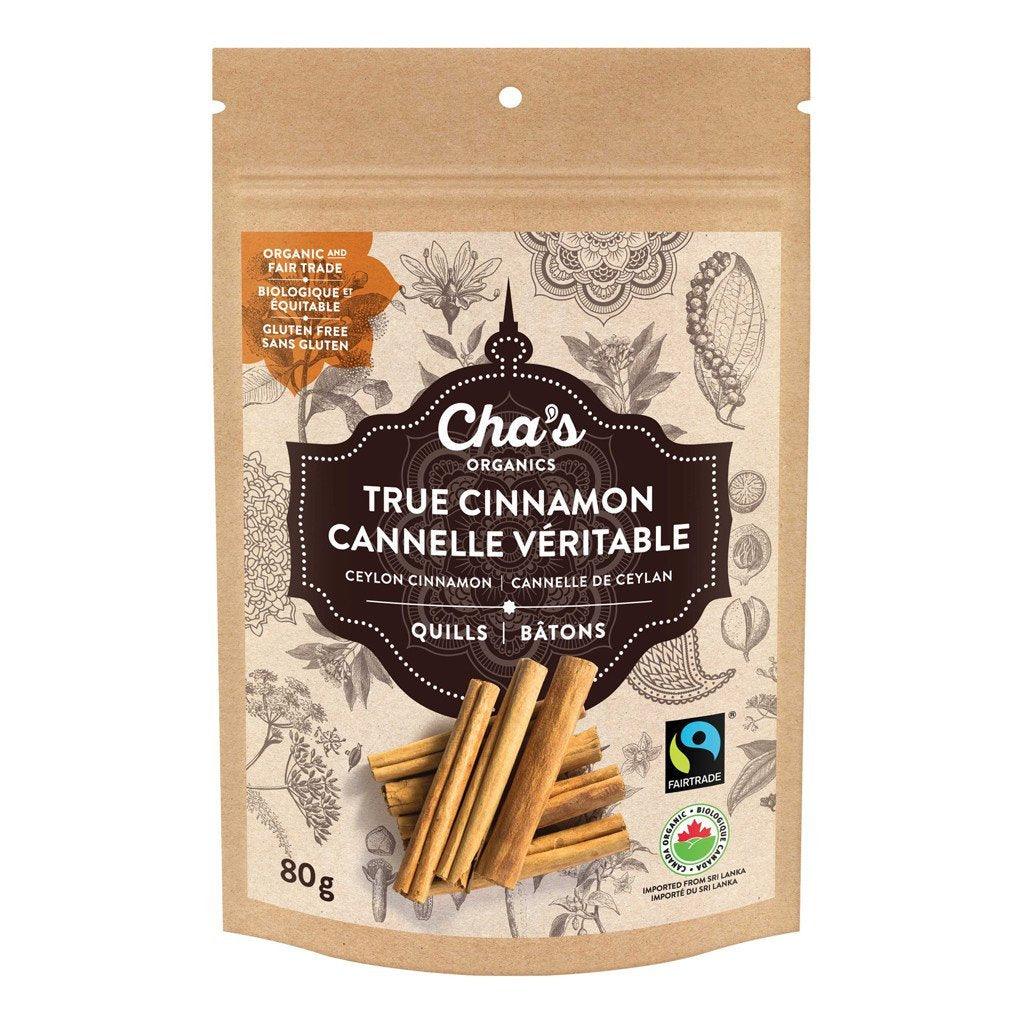 ORGANIC AND
FAIR TRADE
BIOLOGIQUE ET
ÉQUITABLE
GLUTEN FREE
SANS GLUTEN
Cha's
ORGANICS
TRUE CINNAMON
CANNELLE VÉRITABLE
CEYLON CINNAMON | CANNELLE DE CEYLAN
QUILLS | BÂTONS
®
FAIRTRADE
CANADA ORGANIC • BIOLOGIQUE CANADA •
IMPORTED FROM SRI LANKA
IMPORTÉ DU SRI LANKA
80 g